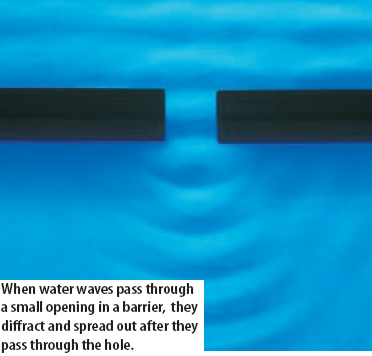 When water waves pass through
a small opening in a barrier, they
diffract and spread out after they
pass through the hole.